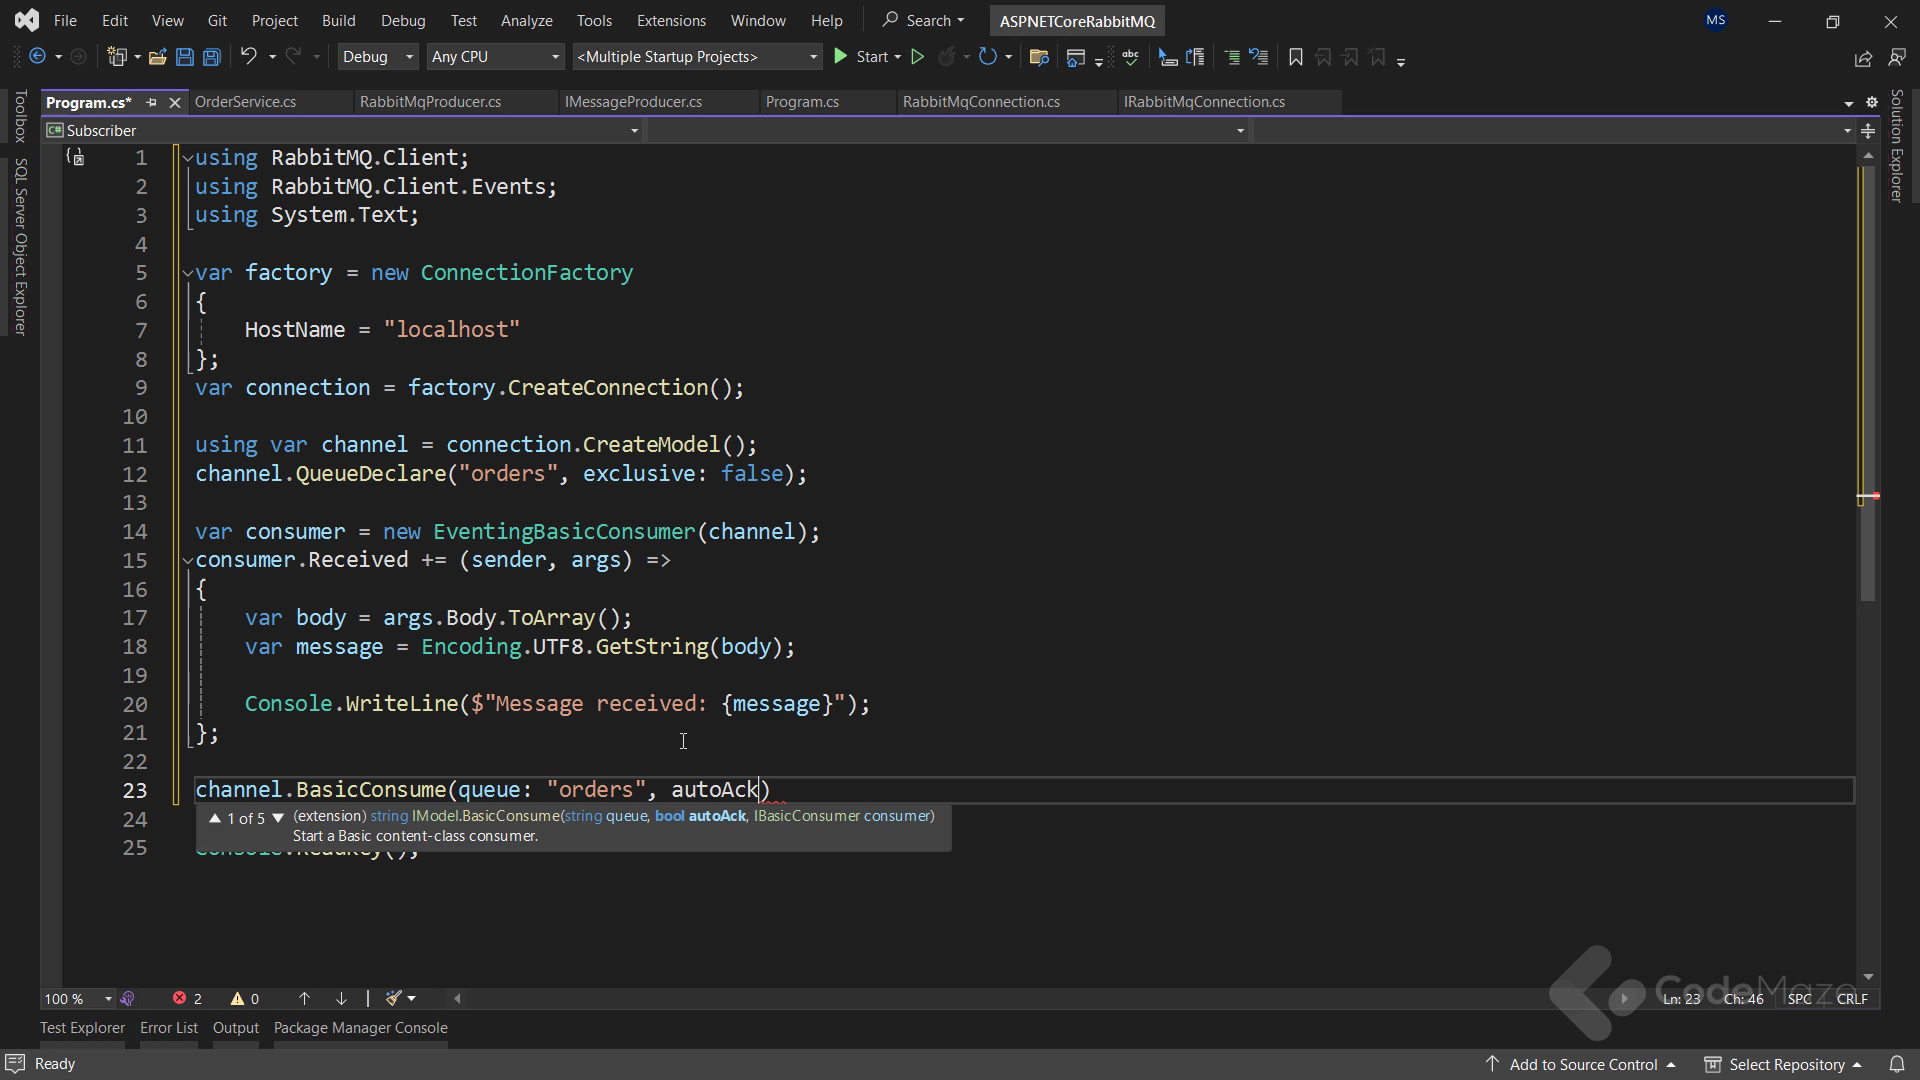 File Edit View Git Project Build Debug Test Analyze Tools Extensions Window Help Search ASPNETCoreRabbitMQ MS
Debug Any CPU <Multiple Startup Projects> Start abc
Toolbox
SQL Server Object Explorer
Program.cs* OrderService.cs RabbitMqProducer.cs IMessageProducer.cs Program.cs RabbitMqConnection.cs IRabbitMqConnection.cs
C# Subscriber
1 using RabbitMQ.Client;
2 using RabbitMQ.Client.Events;
3 using System.Text;
4
5 var factory = new ConnectionFactory
6 {
7 HostName = "localhost"
8 };
9 var connection = factory.CreateConnection();
10
11 using var channel = connection.CreateModel();
12 channel.QueueDeclare("orders", exclusive: false);
13
14 var consumer = new EventingBasicConsumer(channel);
15 consumer.Received += (sender, args) =>
16 {
17 var body = args.Body.ToArray();
18 var message = Encoding.UTF8.GetString(body);
19
20 Console.WriteLine($"Message received: {message}");
21 };
22
23 channel.BasicConsume(queue: "orders", autoAck)
24 1 of 5 (extension) string IModel.BasicConsume(string queue, bool autoAck, IBasicConsumer consumer)
Start a Basic content-class consumer.
25 Console.ReadKey();
Solution Explorer
100 % 2 0 Ln: 23 Ch: 46 SPC CRLF
CodeMaze
Test Explorer Error List Output Package Manager Console
Ready Add to Source Control Select Repository